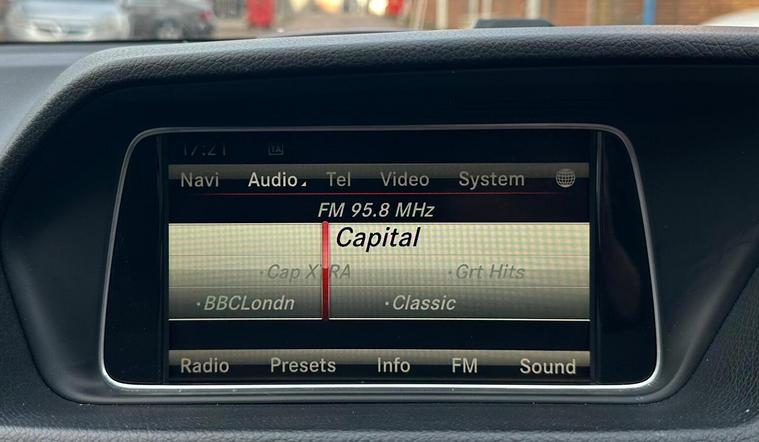 17:21 TA
Navi Audio Tel Video System
FM 95.8 MHz
Capital
Cap XTRA Grt Hits
BBCLondn Classic
Radio Presets Info FM Sound